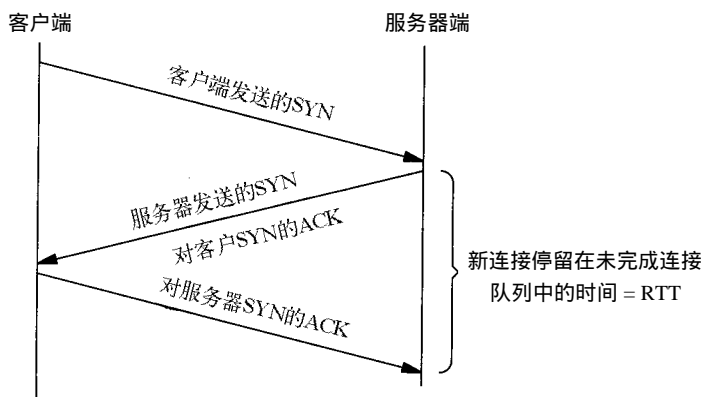 客户端
服务器端
客户端发送的SYN
服务器发送的SYN
对客户SYN的ACK
对服务器SYN的ACK
新连接停留在未完成连接
队列中的时间 = RTT